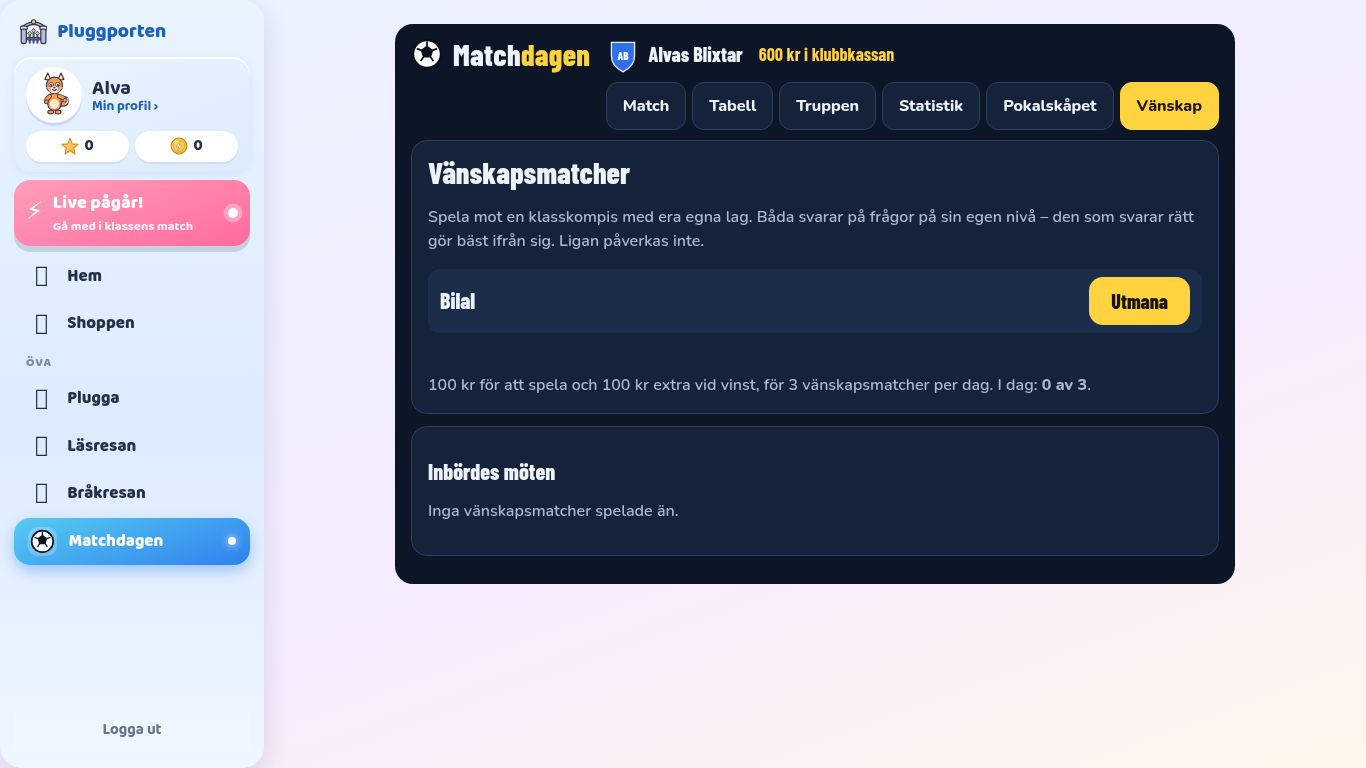 Pluggporten
Alva
Min profil ›
0
0
Live pågår!
Gå med i klassens match
Hem
Shoppen
ÖVA
Plugga
Läsresan
Bråkresan
Matchdagen
Logga ut
Matchdagen
AB
Alvas Blixtar
600 kr i klubbkassan
Match
Tabell
Truppen
Statistik
Pokalskåpet
Vänskap
Vänskapsmatcher
Spela mot en klasskompis med era egna lag. Båda svarar på frågor på sin egen nivå – den som svarar rätt
gör bäst ifrån sig. Ligan påverkas inte.
Bilal
Utmana
100 kr för att spela och 100 kr extra vid vinst, för 3 vänskapsmatcher per dag. I dag: 0 av 3.
Inbördes möten
Inga vänskapsmatcher spelade än.